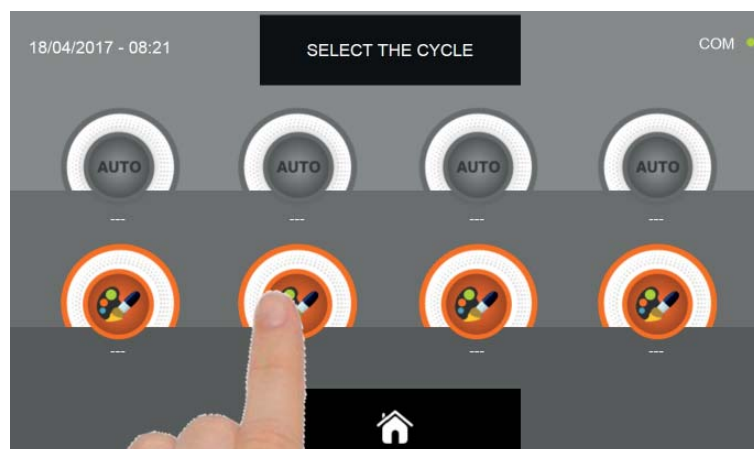 18/04/2017 - 08:21
SELECT THE CYCLE
COM
AUTO
AUTO
AUTO
AUTO
---
---
---
---
---
---
---